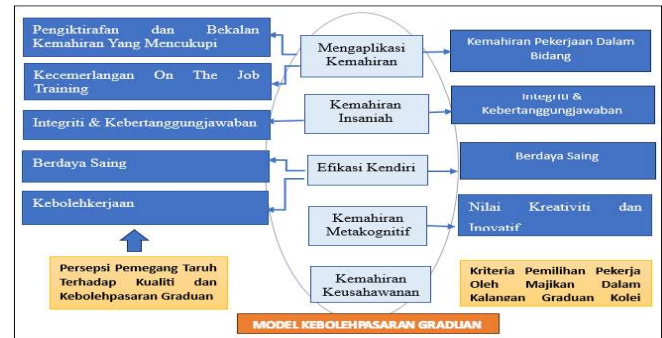 Pengiktirafan dan Bekalan
Kemahiran Yang Mencukupi
Kecemerlangan On The Job
Training
Integriti & Kebertanggungjawaban
Berdaya Saing
Kebolehkerjaan
Persepsi Pemegang Taruh
Terhadap Kualiti dan
Kebolehpasaran Graduan
Mengaplikasi
Kemahiran
Kemahiran
Insaniah
Efikasi Kendiri
Kemahiran
Metakognitif
Kemahiran
Keusahawanan
MODEL KEBOLEHPASARAN GRADUAN
Kemahiran Pekerjaan Dalam
Bidang
Integriti &
Kebertanggungjawaban
Berdaya Saing
Nilai Kreativiti dan
Inovatif
Kriteria Pemilihan Pekerja
Oleh Majikan Dalam
Kalangan Graduan Kolej